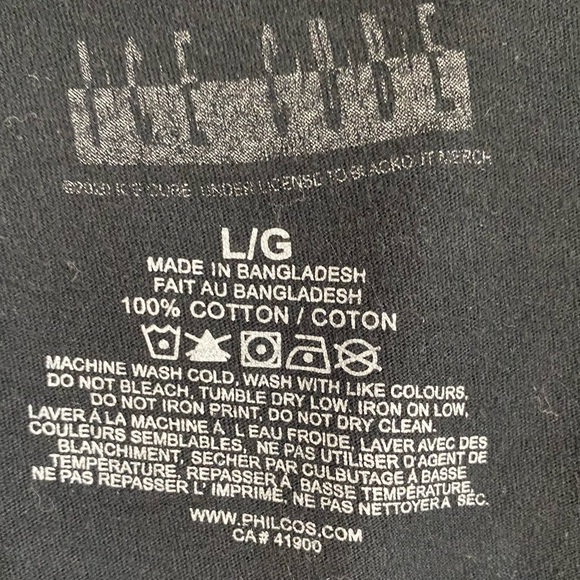 ICE CUBE
©2020 ICE CUBE UNDER LICENSE TO BLACKOUT MERCH
L/G
MADE IN BANGLADESH
FAIT AU BANGLADESH
100% COTTON / COTON
MACHINE WASH COLD, WASH WITH LIKE COLOURS,
DO NOT BLEACH, TUMBLE DRY LOW, IRON ON LOW,
DO NOT IRON PRINT, DO NOT DRY CLEAN.
LAVER À LA MACHINE À L'EAU FROIDE, LAVER AVEC DES
COULEURS SEMBLABLES, NE PAS UTILISER D'AGENT DE
BLANCHIMENT, SECHER PAR CULBUTAGE À BASSE
TEMPÉRATURE, REPASSER À BASSE TEMPÉRATURE,
NE PAS REPASSER L'IMPRIMÉ, NE PAS NETTOYER À SEC.
WWW.PHILCOS.COM
CA# 41900